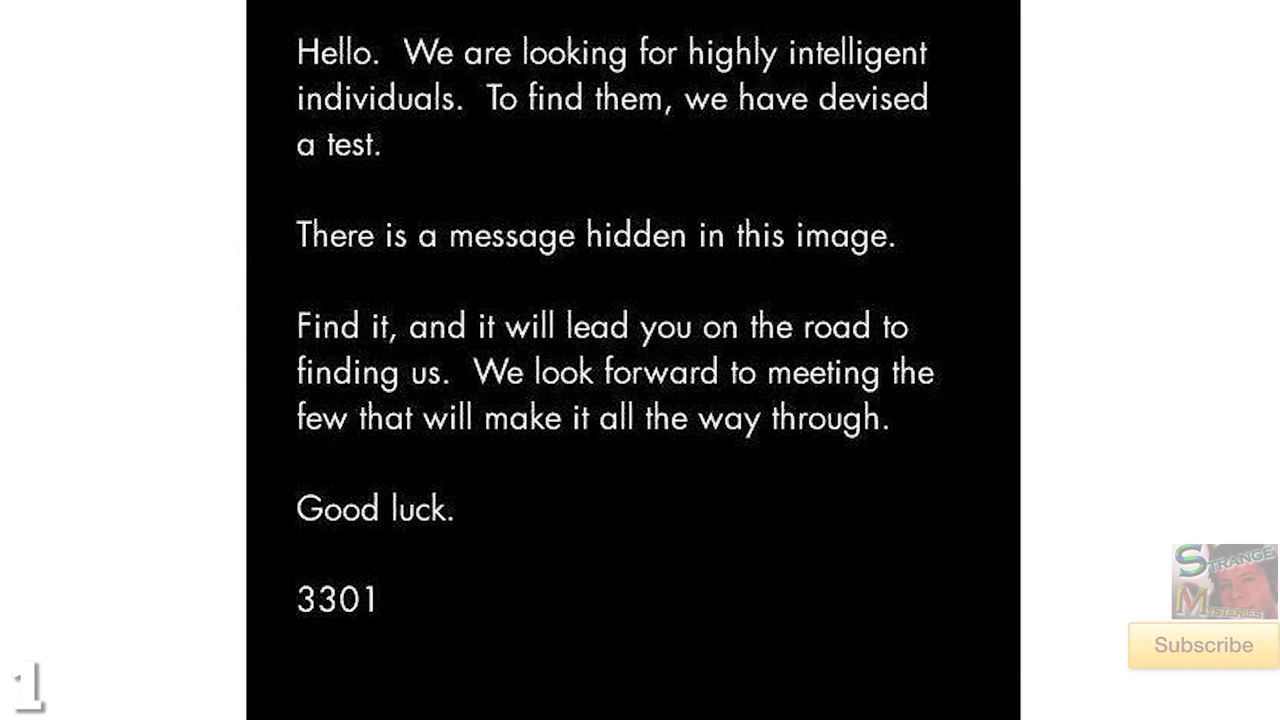 Hello.  We are looking for highly intelligent
individuals.  To find them, we have devised
a test.
There is a message hidden in this image.
Find it, and it will lead you on the road to
finding us.  We look forward to meeting the
few that will make it all the way through.
Good luck.
3301
STRANGE
MYSTERIES
Subscribe
1